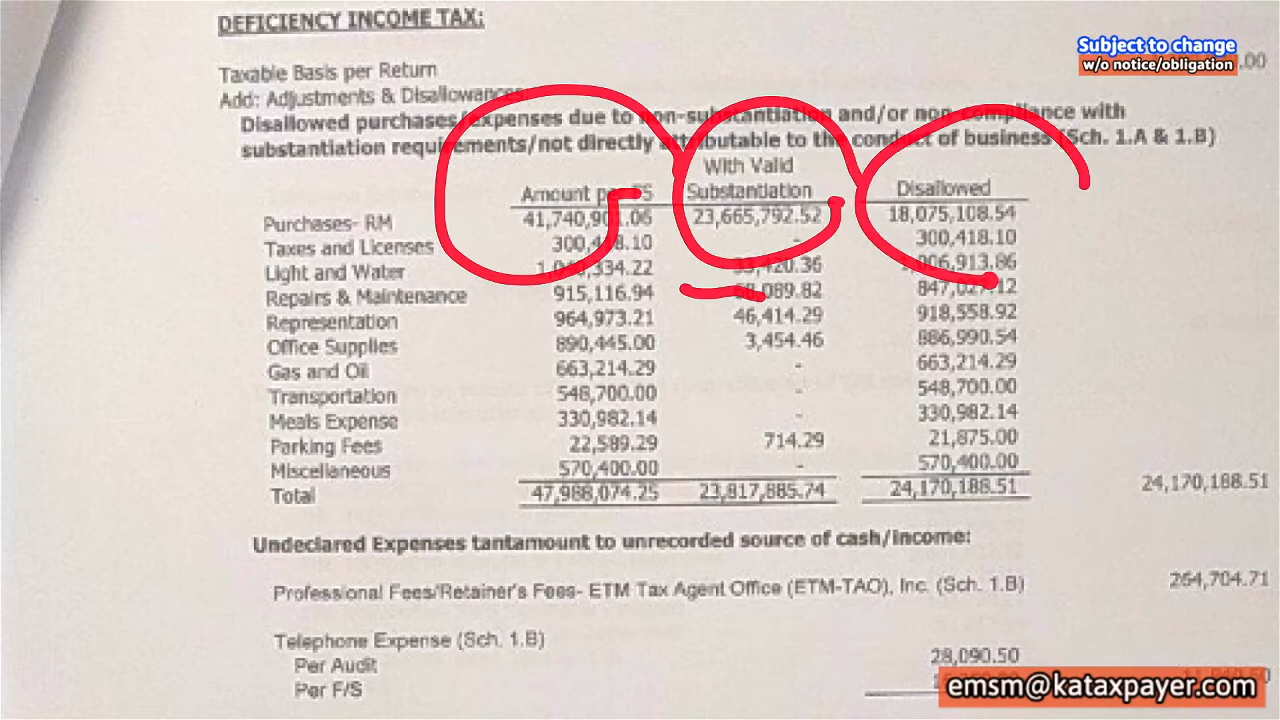 DEFICIENCY INCOME TAX:
Subject to change
w/o notice/obligation
.00
Taxable Basis per Return
Add: Adjustments & Disallowances
Disallowed purchases/expenses due to non-substantiation and/or non-compliance with
substantiation requirements/not directly attributable to the conduct of business (Sch. 1.A & 1.B)
With Valid
Amount per FS Substantiation Disallowed
Purchases- RM 41,740,901.06 23,665,792.52 18,075,108.54
Taxes and Licenses 300,418.10 - 300,418.10
Light and Water 33,420.36 1,006,913.86
Repairs & Maintenance 915,116.94 68,089.82 847,027.12
Representation 964,973.21 46,414.29 918,558.92
Office Supplies 890,445.00 3,454.46 886,990.54
Gas and Oil 663,214.29 - 663,214.29
Transportation 548,700.00 - 548,700.00
Meals Expense 330,982.14 - 330,982.14
Parking Fees 22,589.29 714.29 21,875.00
Miscellaneous 570,400.00 - 570,400.00
Total 47,988,074.25 23,817,885.74 24,170,188.51 24,170,188.51
Undeclared Expenses tantamount to unrecorded source of cash/income:
Professional Fees/Retainer's Fees- ETM Tax Agent Office (ETM-TAO), Inc. (Sch. 1.B) 264,704.71
Telephone Expense (Sch. 1.B)
Per Audit 28,090.50
Per F/S
emsm@kataxpayer.com